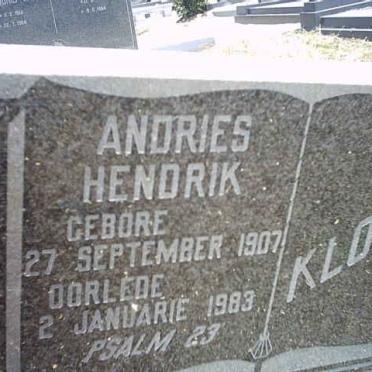 ANDRIES
HENDRIK
GEBORE
27 SEPTEMBER 1907
OORLEDE
2 JANUARIE 1983
PSALM 23
KLO